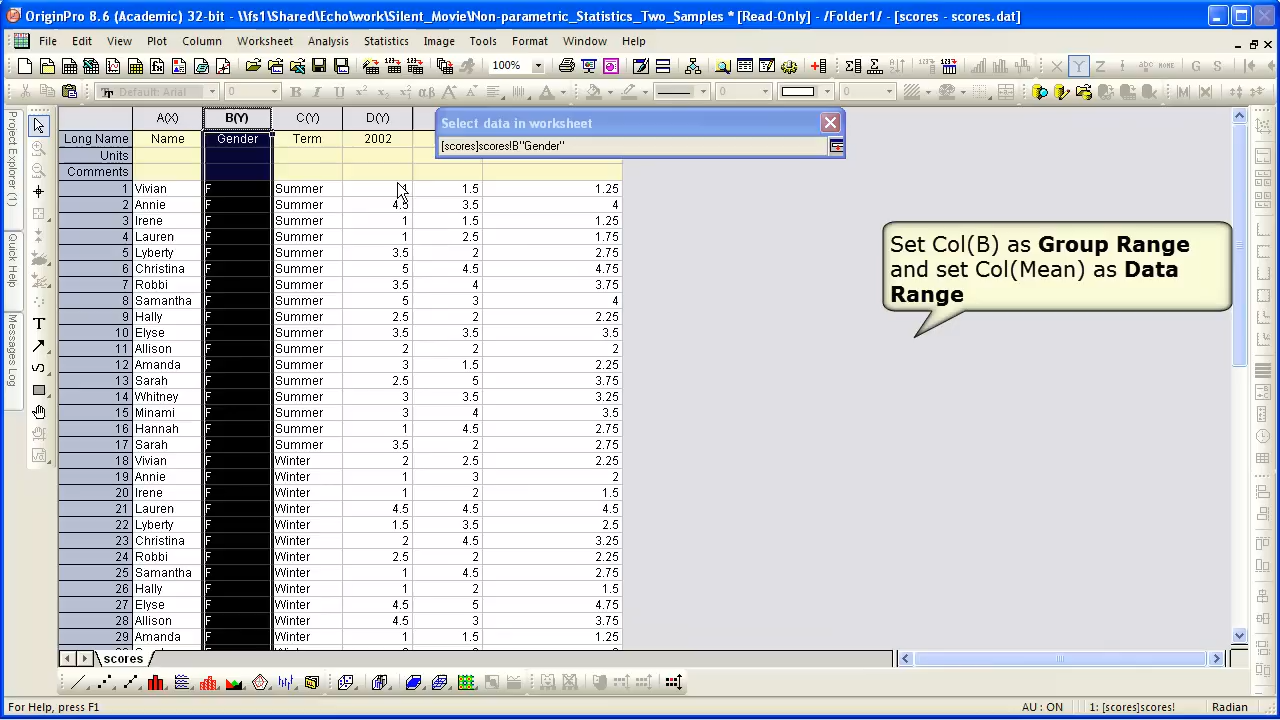 OriginPro 8.6 (Academic) 32-bit - \\fs1\Shared\Echo\work\Silent_Movie\Non-parametric_Statistics_Two_Samples * [Read-Only] - /Folder1/ - [scores - scores.dat]
File Edit View Plot Column Worksheet Analysis Statistics Image Tools Format Window Help
100%
Default: Arial 0 0 0
A(X) B(Y) C(Y) D(Y)
Select data in worksheet
[scores]scores!B"Gender"
Long Name Name Gender Term 2002
Units
Comments
1 Vivian F Summer 1.5 1.25
2 Annie F Summer 4.5 3.5 4
3 Irene F Summer 1 1.5 1.25
4 Lauren F Summer 1 2.5 1.75
5 Lyberty F Summer 3.5 2 2.75
6 Christina F Summer 5 4.5 4.75
7 Robbi F Summer 3.5 4 3.75
8 Samantha F Summer 5 3 4
9 Hally F Summer 2.5 2 2.25
10 Elyse F Summer 3.5 3.5 3.5
11 Allison F Summer 2 2 2
12 Amanda F Summer 3 1.5 2.25
13 Sarah F Summer 2.5 5 3.75
14 Whitney F Summer 3 3.5 3.25
15 Minami F Summer 3 4 3.5
16 Hannah F Summer 1 4.5 2.75
17 Sarah F Summer 3.5 2 2.75
18 Vivian F Winter 2 2.5 2.25
19 Annie F Winter 1 3 2
20 Irene F Winter 1 2 1.5
21 Lauren F Winter 4.5 4.5 4.5
22 Lyberty F Winter 1.5 3.5 2.5
23 Christina F Winter 2 4.5 3.25
24 Robbi F Winter 2.5 2 2.25
25 Samantha F Winter 1 4.5 2.75
26 Hally F Winter 1 2 1.5
27 Elyse F Winter 4.5 5 4.75
28 Allison F Winter 4.5 3 3.75
29 Amanda F Winter 1 1.5 1.25
Set Col(B) as Group Range
and set Col(Mean) as Data
Range
Project Explorer (1)
Quick Help
Messages Log
scores
For Help, press F1 AU : ON 1: [scores]scores! Radian